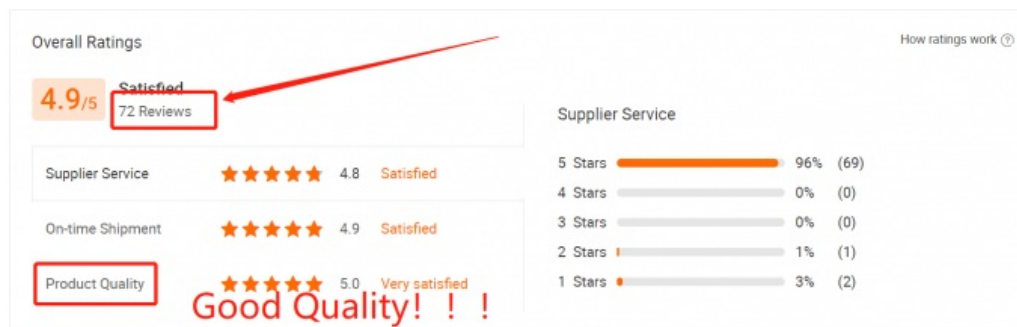 Overall Ratings
How ratings work ?
4.9/5
Satisfied
72 Reviews
Supplier Service 4.8 Satisfied
On-time Shipment 4.9 Satisfied
Product Quality 5.0 Very satisfied
Good Quality！！！
Supplier Service
5 Stars 96% (69)
4 Stars 0% (0)
3 Stars 0% (0)
2 Stars 1% (1)
1 Stars 3% (2)